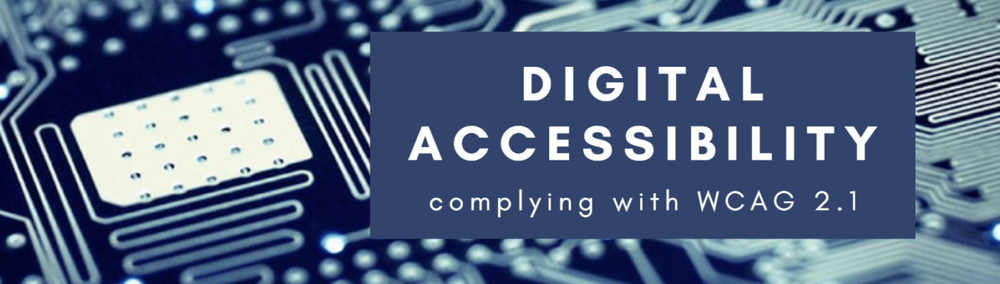 DIGITAL
ACCESSIBILITY
complying with WCAG 2.1